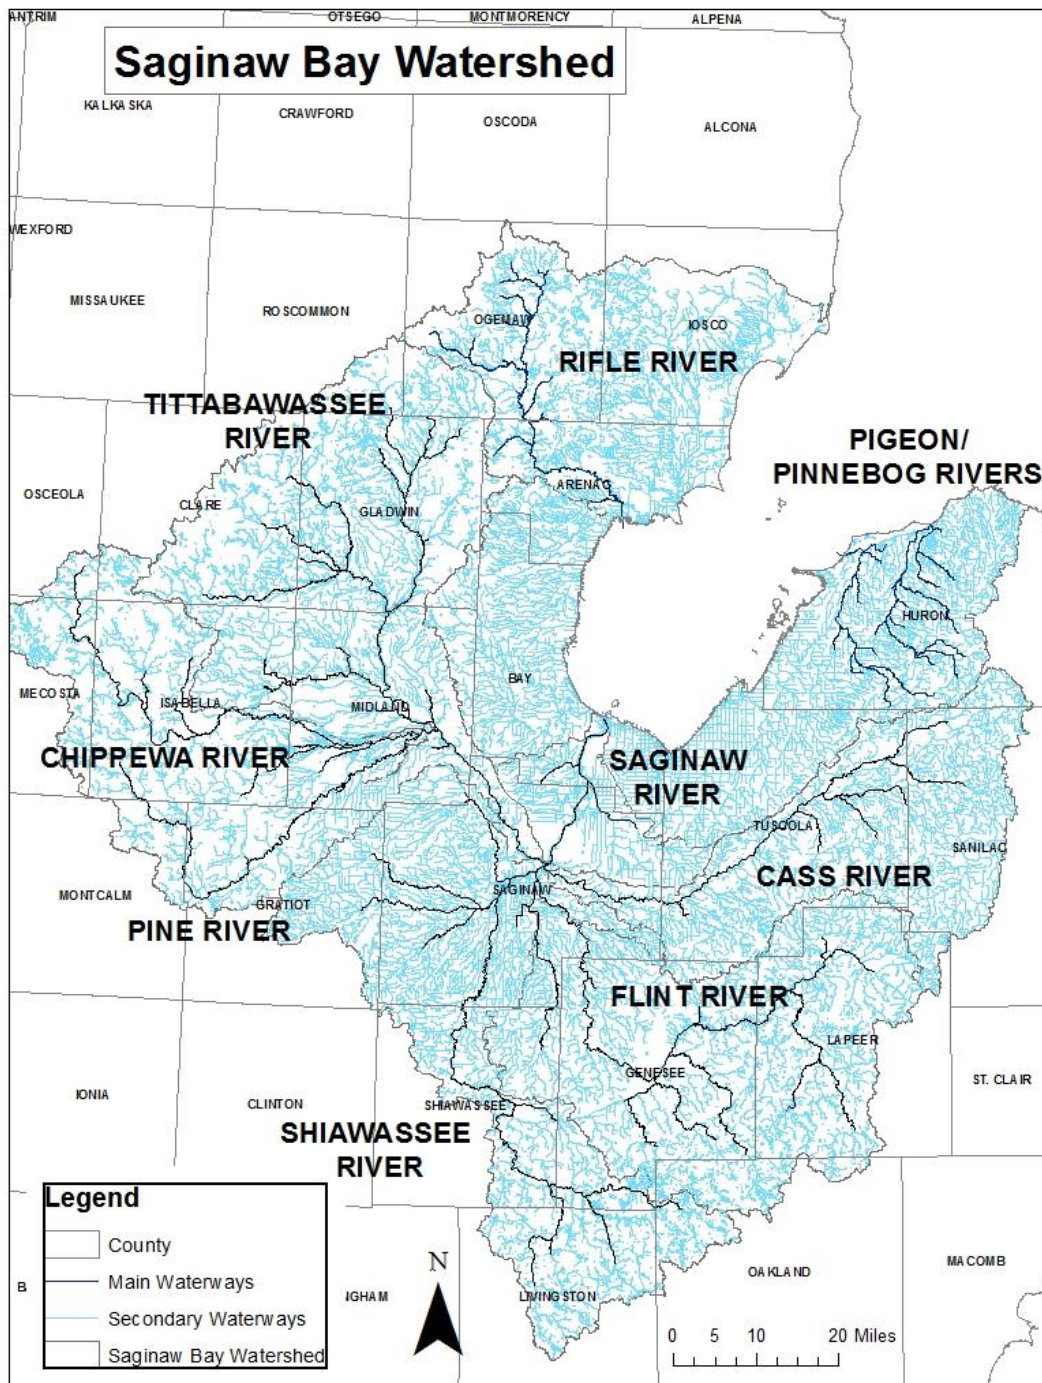 ANTRIM
OTSEGO
MONTMORENCY
ALPENA
Saginaw Bay Watershed
KALKASKA
CRAWFORD
OSCODA
ALCONA
WEXFORD
MISSAUKEE
ROSCOMMON
OGEMAW
IOSCO
RIFLE RIVER
TITTABAWASSEE
RIVER
PIGEON/
PINNEBOG RIVERS
OSCEOLA
CLARE
GLADWIN
ARENAC
HURON
MECOSTA
ISABELLA
MIDLAND
BAY
CHIPPEWA RIVER
SAGINAW
RIVER
TUSCOLA
SANILAC
CASS RIVER
MONTCALM
GRATIOT
SAGINAW
PINE RIVER
FLINT RIVER
LAPEER
GENESEE
ST. CLAIR
IONIA
CLINTON
SHIAWASSEE
SHIAWASSEE
RIVER
Legend
County
Main Waterways
Secondary Waterways
Saginaw Bay Watershed
B
N
NGHAM
LIVINGSTON
OAKLAND
MACOMB
0 5 10 20 Miles